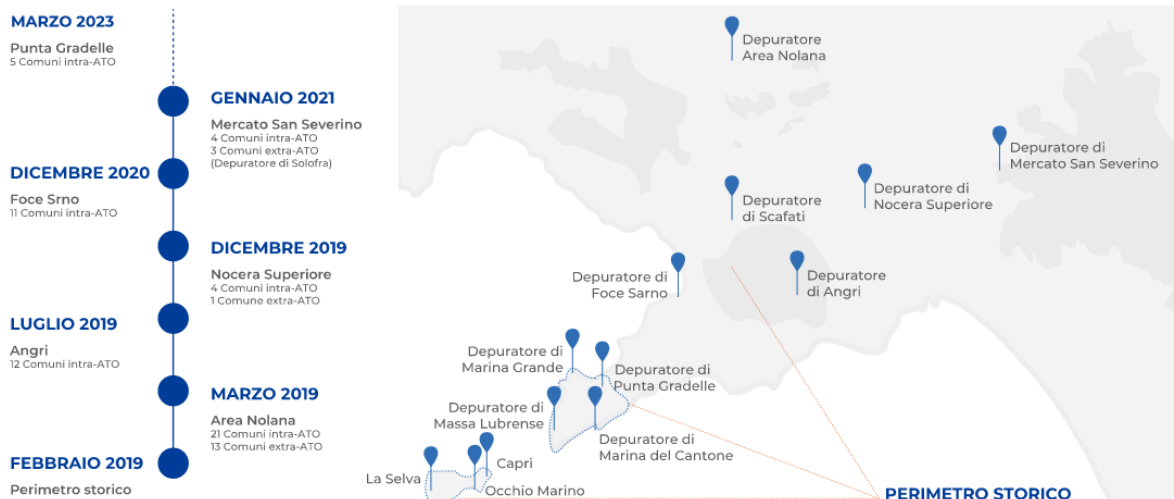 MARZO 2023
Punta Gradelle
5 Comuni intra-ATO
GENNAIO 2021
Mercato San Severino
4 Comuni intra-ATO
3 Comuni extra-ATO
(Depuratore di Solofra)
DICEMBRE 2020
Foce Srno
11 Comuni intra-ATO
DICEMBRE 2019
Nocera Superiore
4 Comuni intra-ATO
1 Comune extra-ATO
LUGLIO 2019
Angri
12 Comuni intra-ATO
MARZO 2019
Area Nolana
21 Comuni intra-ATO
13 Comuni extra-ATO
FEBBRAIO 2019
Perimetro storico
Depuratore
Area Nolana
Depuratore di
Mercato San Severino
Depuratore di
Nocera Superiore
Depuratore
di Scafati
Depuratore di
Foce Sarno
Depuratore
di Angri
Depuratore di
Marina Grande
Depuratore di
Punta Gradelle
Depuratore di
Massa Lubrense
Depuratore di
Marina del Cantone
Capri
La Selva
Occhio Marino
PERIMETRO STORICO